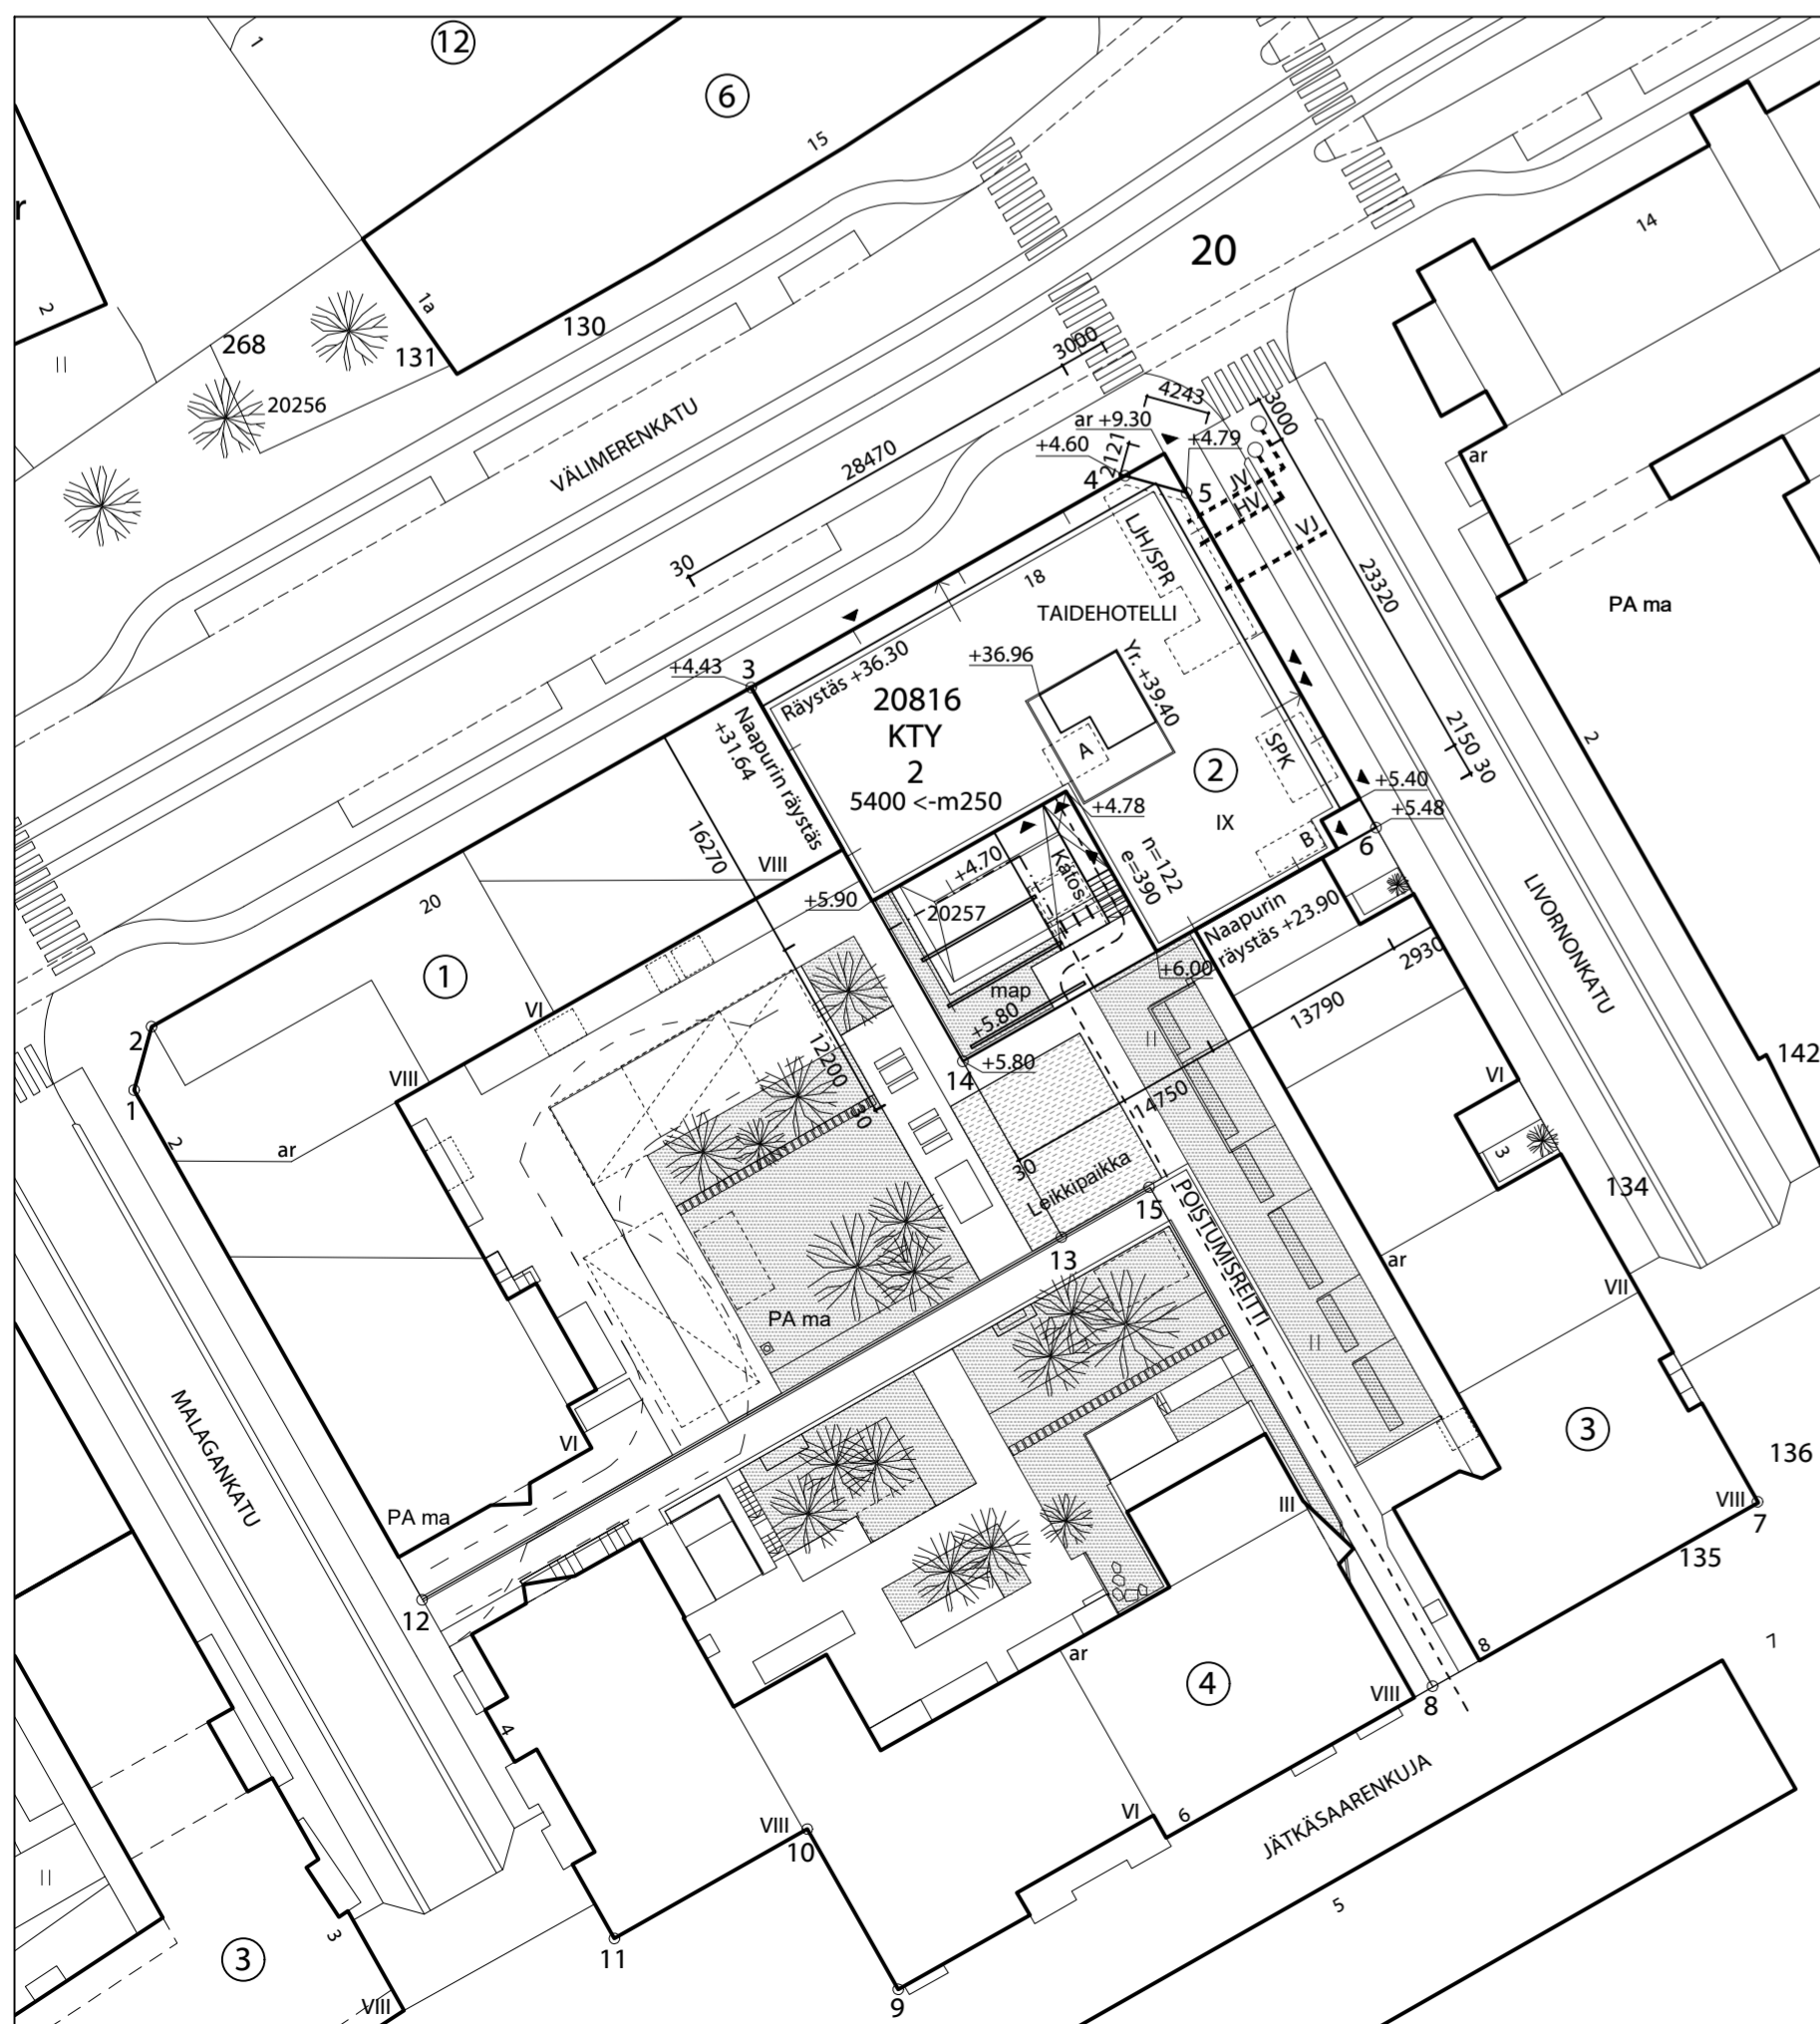 12
1
6
15
r
2
268
131
1a
130
20256
20
14
VÄLIMERENKATU
3000
28470
30
4243
3000
ar +9.30
+4.60
2121
+4.79
4
5
JV
HV
VJ
ar
LJH/SPR
18
TAIDEHOTELLI
23320
PA ma
+4.43
3
Räystäs +36.30
+36.96
Yr. +39.40
20816
KTY
2
5400 <-m250
Naapurin räystäs
+31.64
A
2
SPK
2150
30
2
+5.40
+5.48
+4.78
IX
B
6
16270
VIII
+4.70
Katos
n=122
e=390
+5.90
20257
Naapurin
räystäs +23.90
20
1
VI
map
+5.80
+6.00
2930
13790
LIVORNONKATU
2
1
VIII
12200
30
14
+5.80
14750
VI
142
2
ar
30
Leikkipaikka
3
134
15
13
POISTUMISREITTI
ar
VII
PA ma
MALAGANKATU
VI
3
136
PA ma
III
VIII
7
135
12
8
7
ar
4
VIII
8
4
JÄTKÄSAARENKUJA
VIII
10
VI
6
5
3
3
11
9
VIII